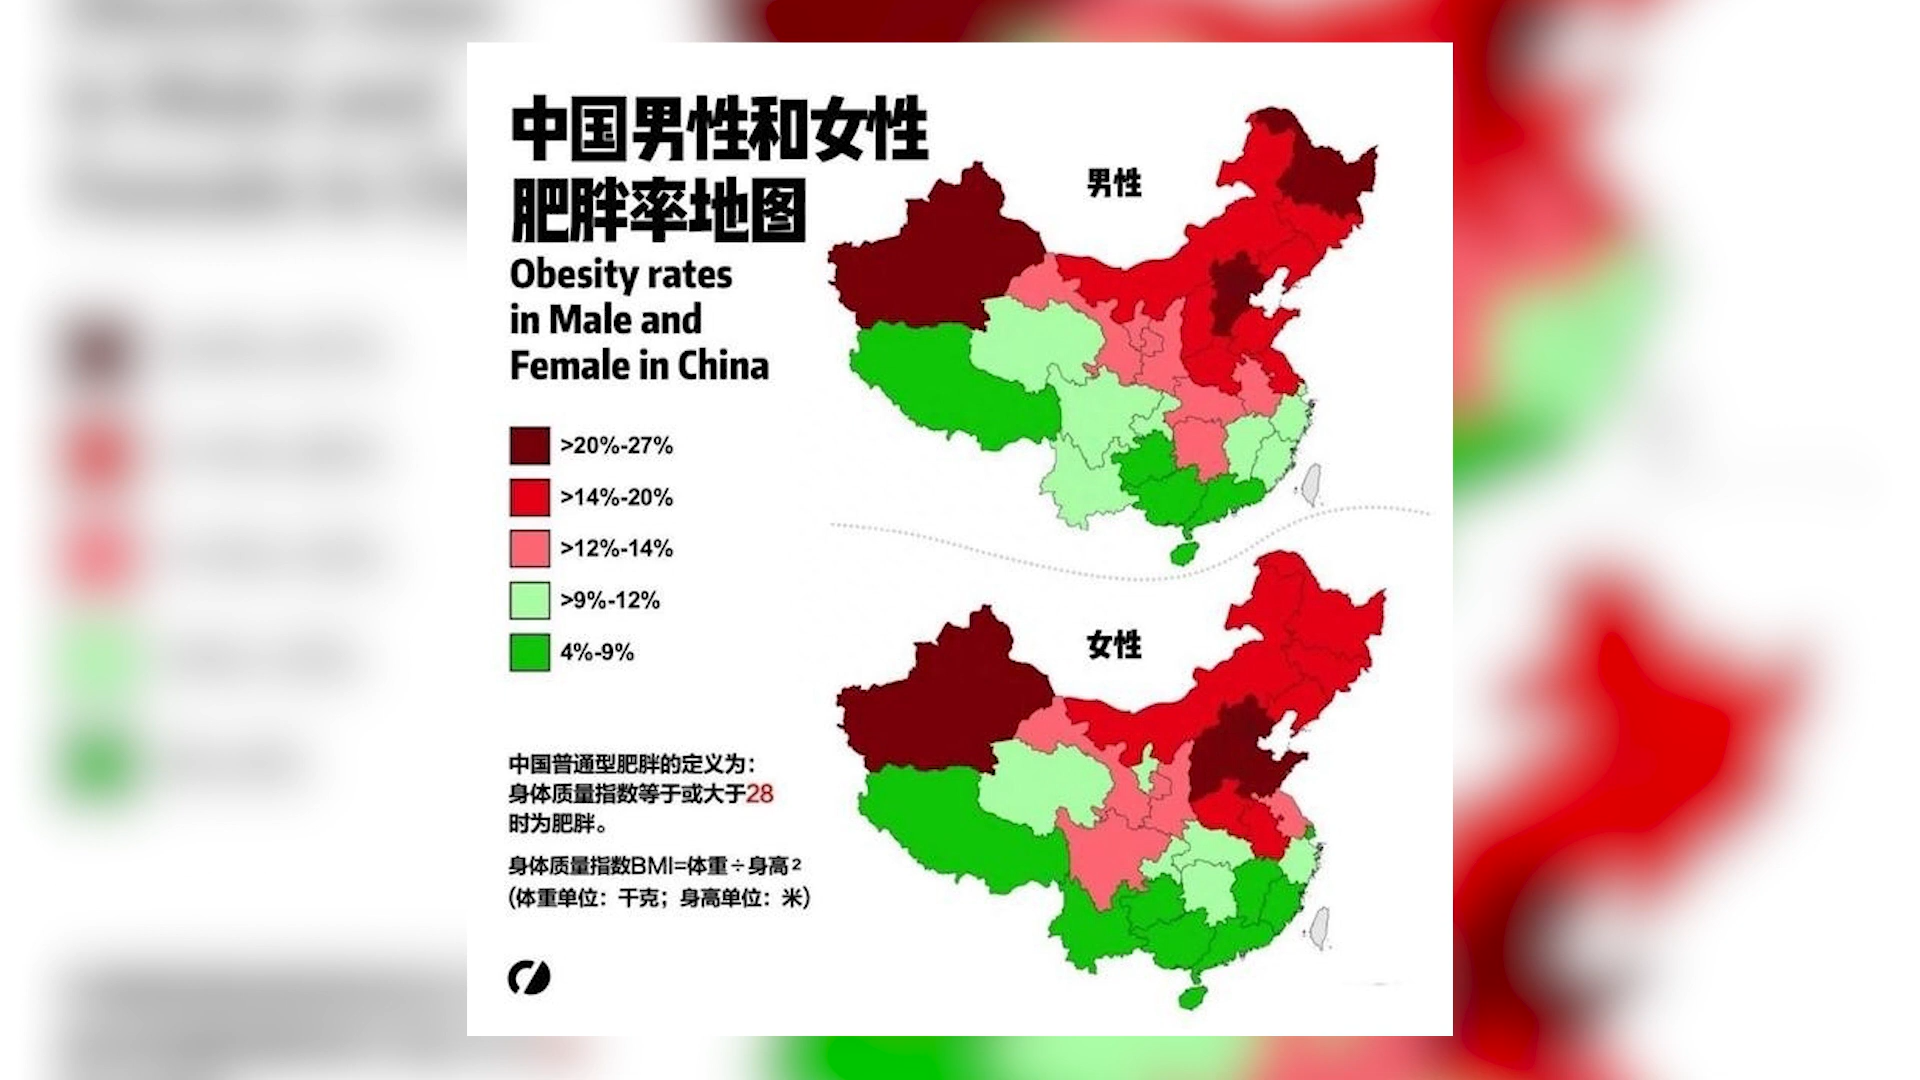 中国男性和女性
肥胖率地图
Obesity rates
in Male and
Female in China
男性
>20%-27%
>14%-20%
>12%-14%
>9%-12%
4%-9%
女性
中国普通型肥胖的定义为：
身体质量指数等于或大于28
时为肥胖。
身体质量指数BMI=体重÷身高²
(体重单位：千克；身高单位：米)